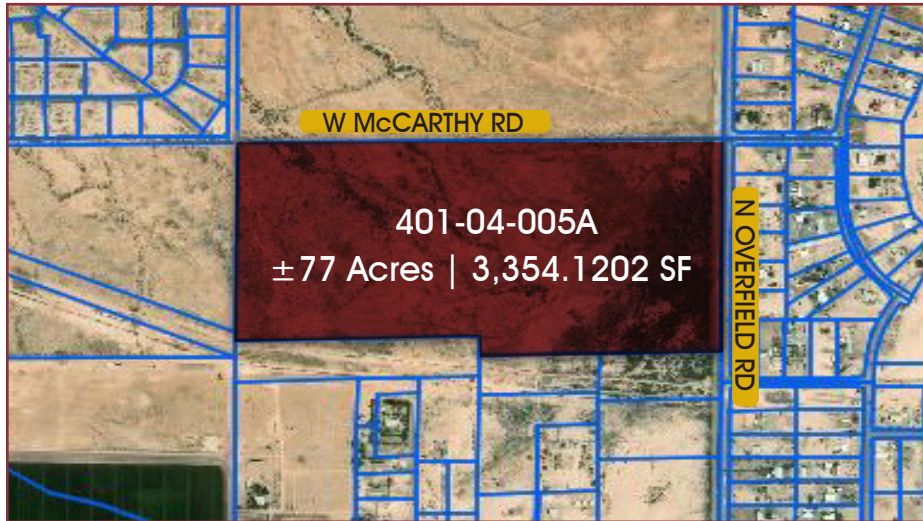 W McCARTHY RD
401-04-005A
±77 Acres | 3,354.1202 SF
N OVERFIELD RD